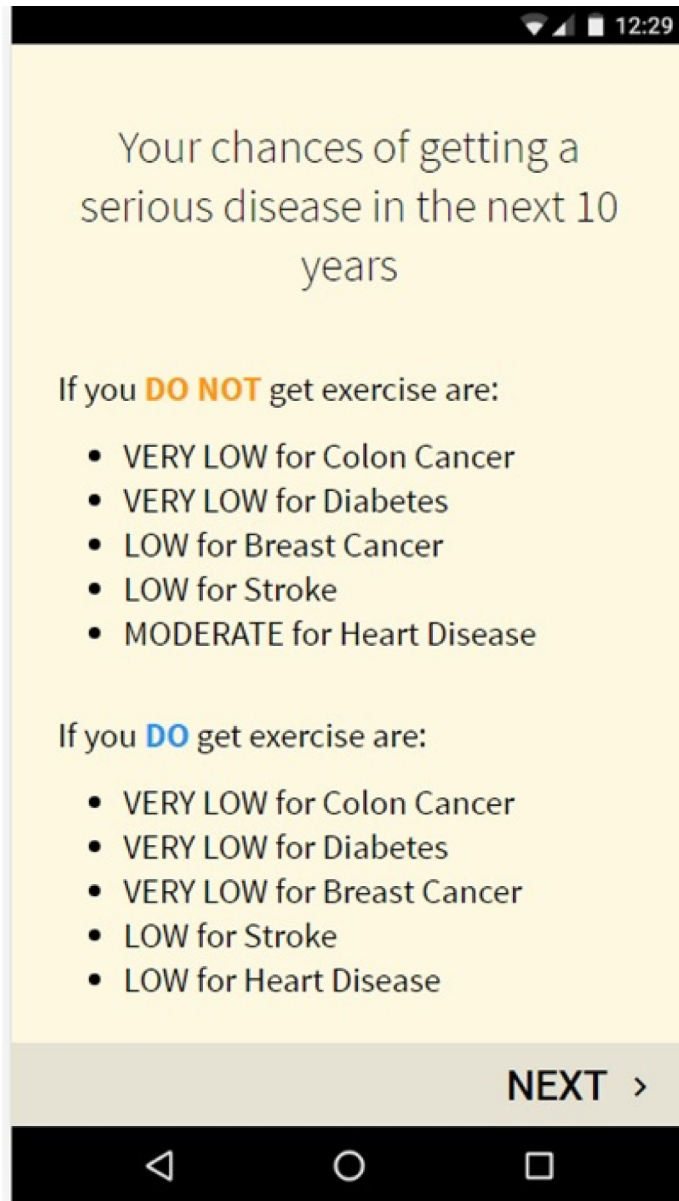 12:29
Your chances of getting a
serious disease in the next 10
years
If you DO NOT get exercise are:
• VERY LOW for Colon Cancer
• VERY LOW for Diabetes
• LOW for Breast Cancer
• LOW for Stroke
• MODERATE for Heart Disease
If you DO get exercise are:
• VERY LOW for Colon Cancer
• VERY LOW for Diabetes
• VERY LOW for Breast Cancer
• LOW for Stroke
• LOW for Heart Disease
NEXT >